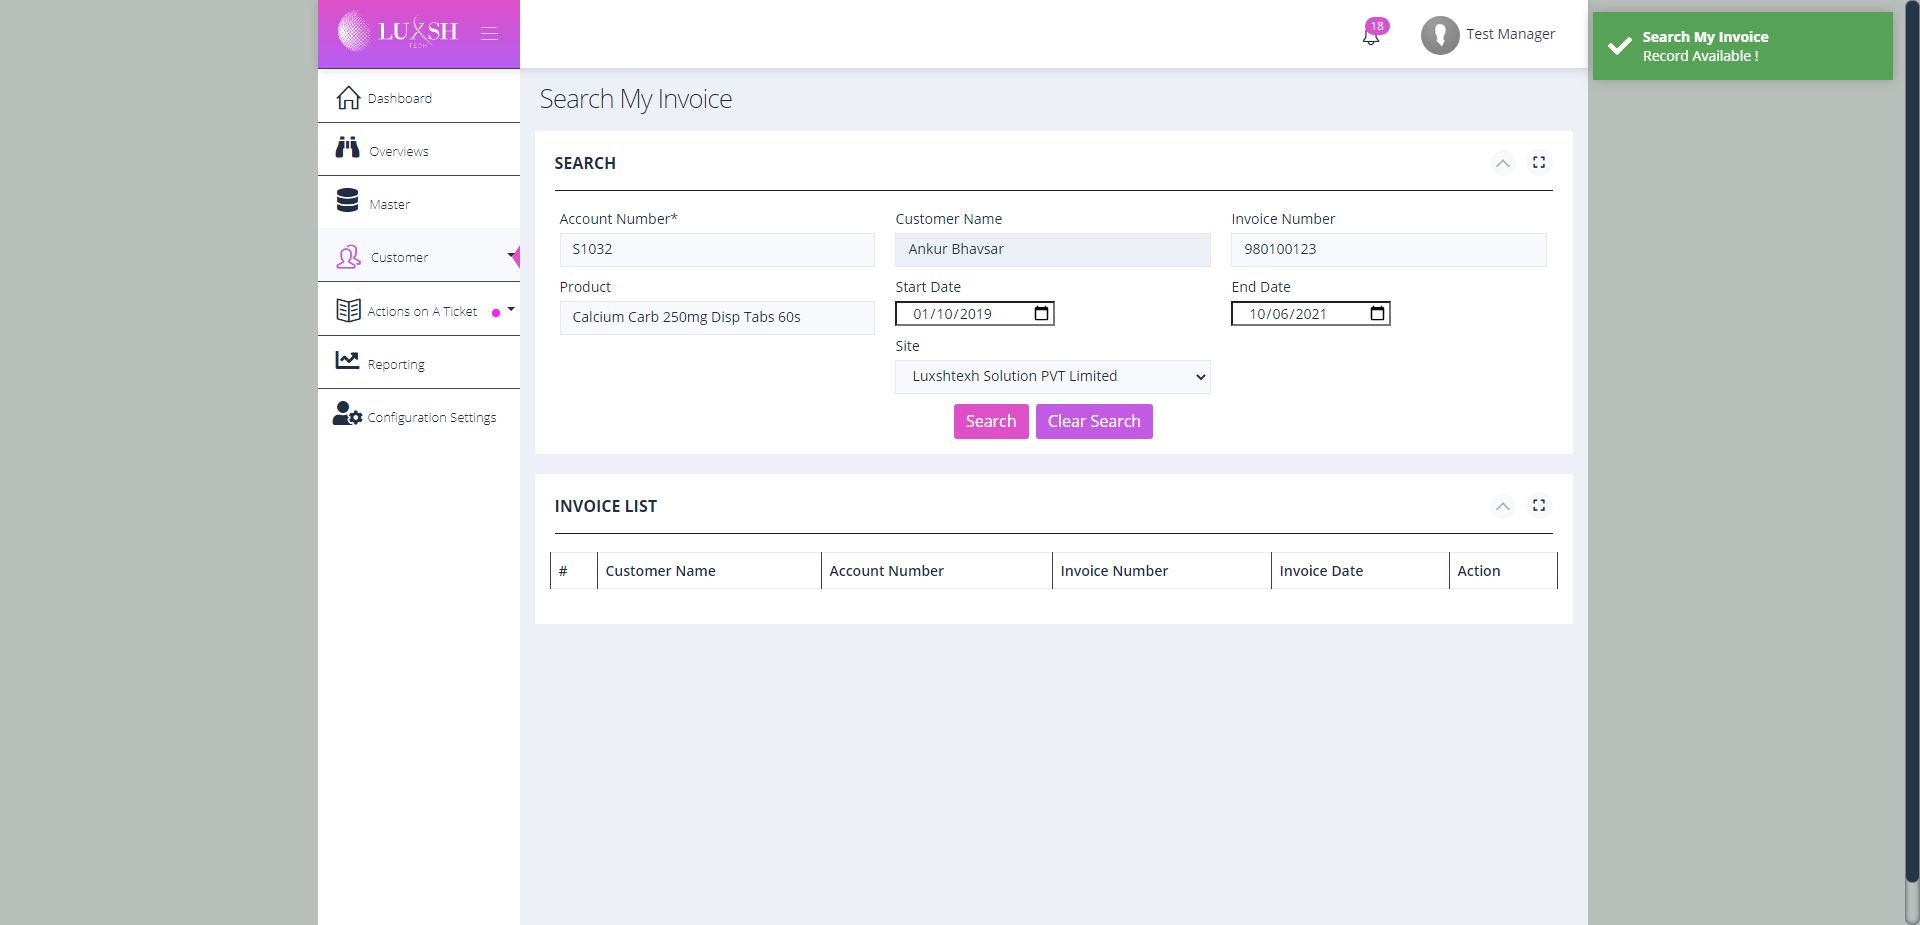 LUXSH
TECH
18
Test Manager
Search My Invoice
Record Available !
Dashboard
Overviews
Master
Customer
Actions on A Ticket
Reporting
Configuration Settings
Search My Invoice
SEARCH
Account Number*
Customer Name
Invoice Number
S1032
Ankur Bhavsar
980100123
Product
Start Date
End Date
Calcium Carb 250mg Disp Tabs 60s
01/10/2019
10/06/2021
Site
Luxshtexh Solution PVT Limited
Search
Clear Search
INVOICE LIST
# Customer Name Account Number Invoice Number Invoice Date Action